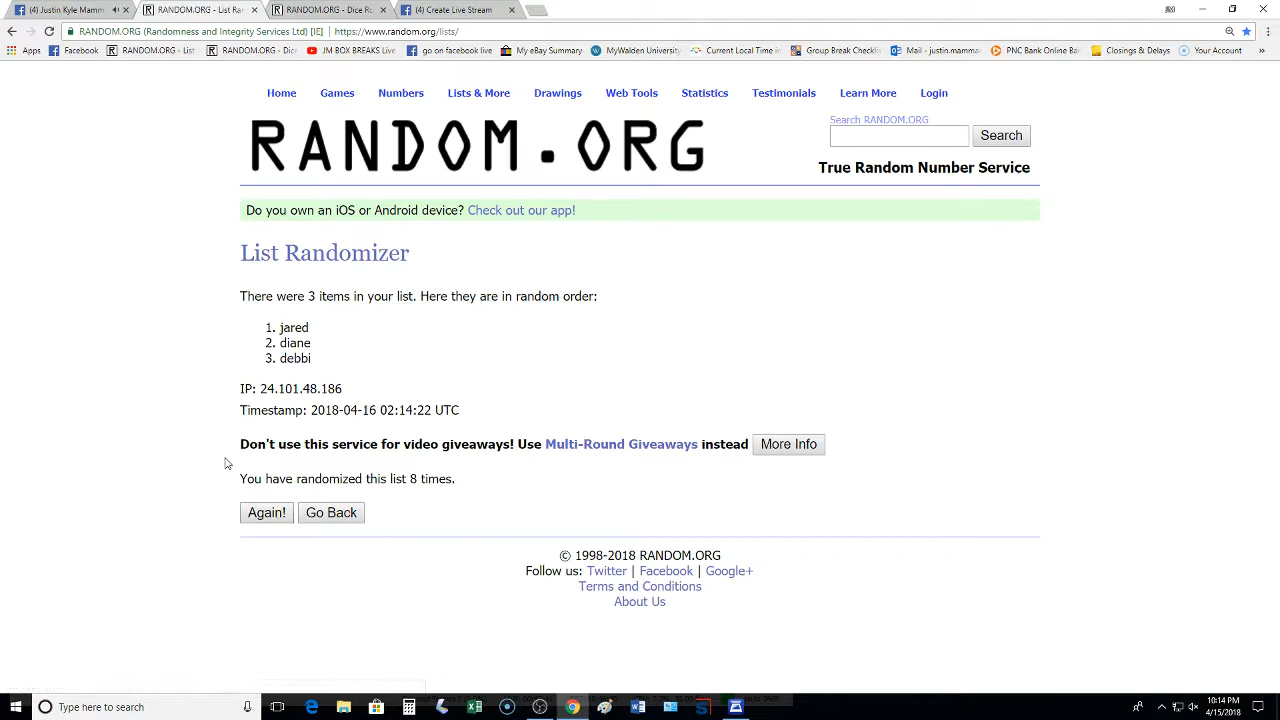 (4) Justin Kyle Mamm
RANDOM.ORG - List Ran
RANDOM.ORG - Dice Ro
(4) Create Live Stream
RANDOM.ORG (Randomness and Integrity Services Ltd) [IE] | https://www.random.org/lists/
Apps Facebook RANDOM.ORG - List RANDOM.ORG - Dice JM BOX BREAKS Live go pro facebook live My eBay Summary MyWalden University Current Local Time in Group Break Checklis Mail - justin.mamma PNC Bank Online Ban Closings & Delays Your Account
Home Games Numbers Lists & More Drawings Web Tools Statistics Testimonials Learn More Login
RANDOM.ORG
Search RANDOM.ORG
Search
True Random Number Service
Do you own an iOS or Android device? Check out our app!
List Randomizer
There were 3 items in your list. Here they are in random order:
1. jared
2. diane
3. debbi
IP: 24.101.48.186
Timestamp: 2018-04-16 02:14:22 UTC
Don't use this service for video giveaways! Use Multi-Round Giveaways instead More Info
You have randomized this list 8 times.
Again! Go Back
© 1998-2018 RANDOM.ORG
Follow us: Twitter | Facebook | Google+
Terms and Conditions
About Us
Type here to search
10:14 PM
4/15/2018